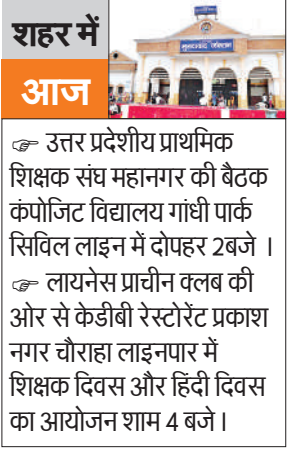 शहर में
आज
मुरादाबाद जंक्शन
☞ उत्तर प्रदेशीय प्राथमिक
शिक्षक संघ महानगर की बैठक
कंपोजिट विद्यालय गांधी पार्क
सिविल लाइन में दोपहर 2बजे ।
☞ लायनेस प्राचीन क्लब की
ओर से केडीबी रेस्टोरेंट प्रकाश
नगर चौराहा लाइनपार में
शिक्षक दिवस और हिंदी दिवस
का आयोजन शाम 4 बजे ।